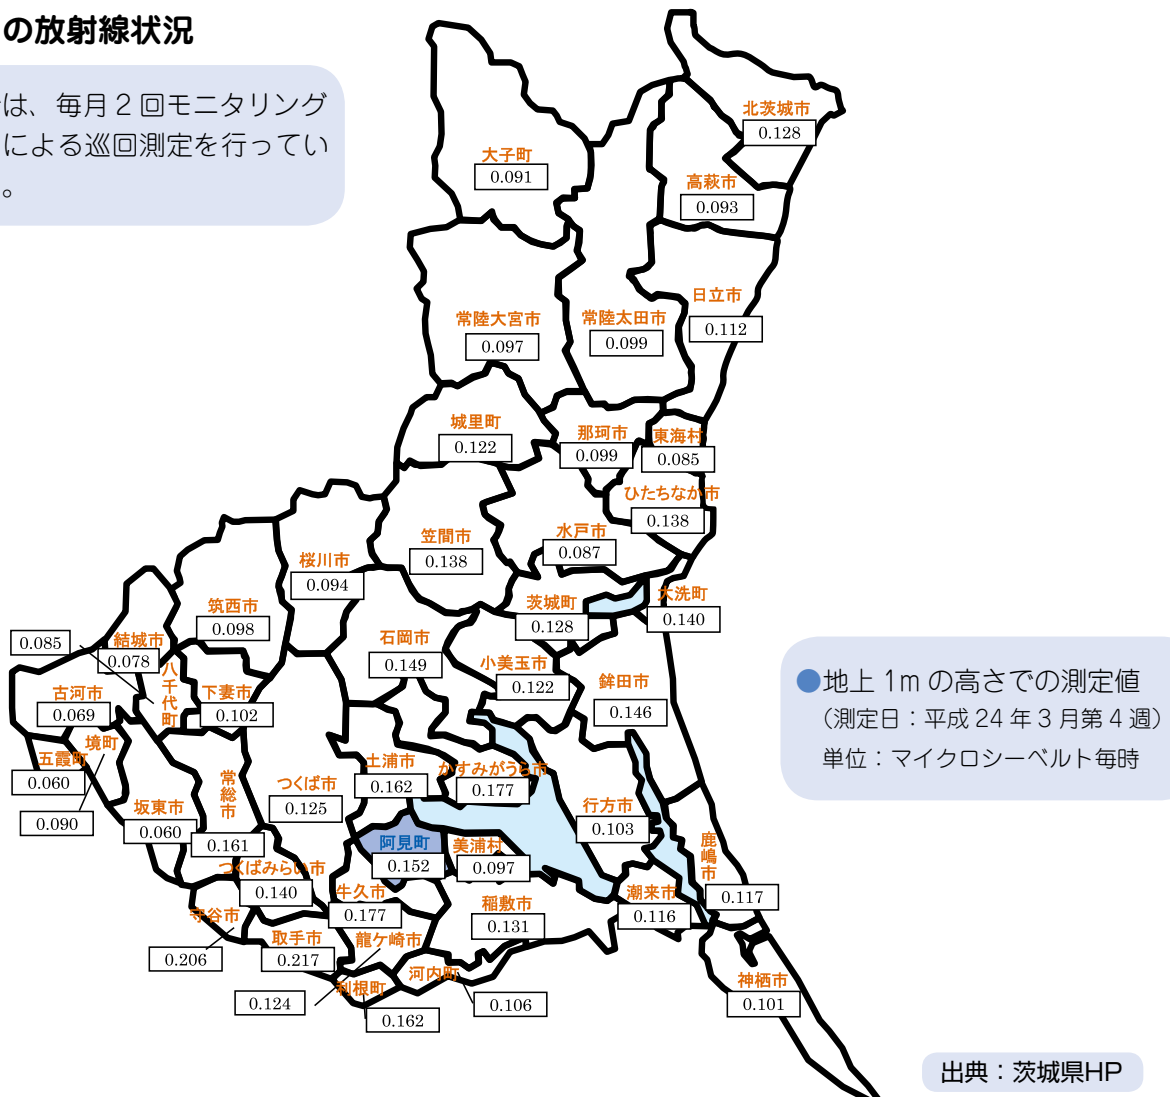 の放射線状況
は、毎月２回モニタリング
による巡回測定を行ってい
。
北茨城市
0.128
大子町
0.091
高萩市
0.093
日立市
0.112
常陸大宮市
0.097
常陸太田市
0.099
城里町
0.122
那珂市
0.099
東海村
0.085
ひたちなか市
0.138
水戸市
0.087
笠間市
0.138
桜川市
0.094
茨城町
0.128
大洗町
0.140
筑西市
0.098
0.085
結城市
0.078
石岡市
0.149
小美玉市
0.122
八千代町
下妻市
0.102
古河市
0.069
鉾田市
0.146
境町
五霞町
0.060
0.090
土浦市
0.162
かすみがうら市
0.177
つくば市
0.125
常総市
0.161
坂東市
0.060
行方市
0.103
阿見町
0.152
美浦村
0.097
鹿嶋市
0.117
つくばみらい市
0.140
牛久市
0.177
稲敷市
0.131
潮来市
0.116
守谷市
0.206
取手市
0.217
龍ケ崎市
0.124
河内町
0.106
利根町
0.162
神栖市
0.101
●地上 1m の高さでの測定値
（測定日：平成 24 年 3 月第 4 週）
単位：マイクロシーベルト毎時
出典：茨城県HP